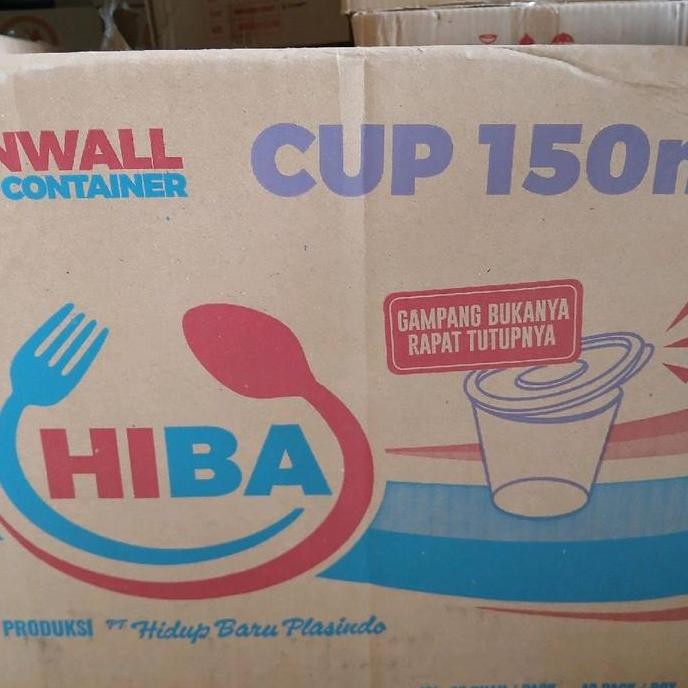 NWALL
CONTAINER
CUP 150m
GAMPANG BUKANYA
RAPAT TUTUPNYA
HIBA
PRODUKSI PT Hidup Baru Plasindo